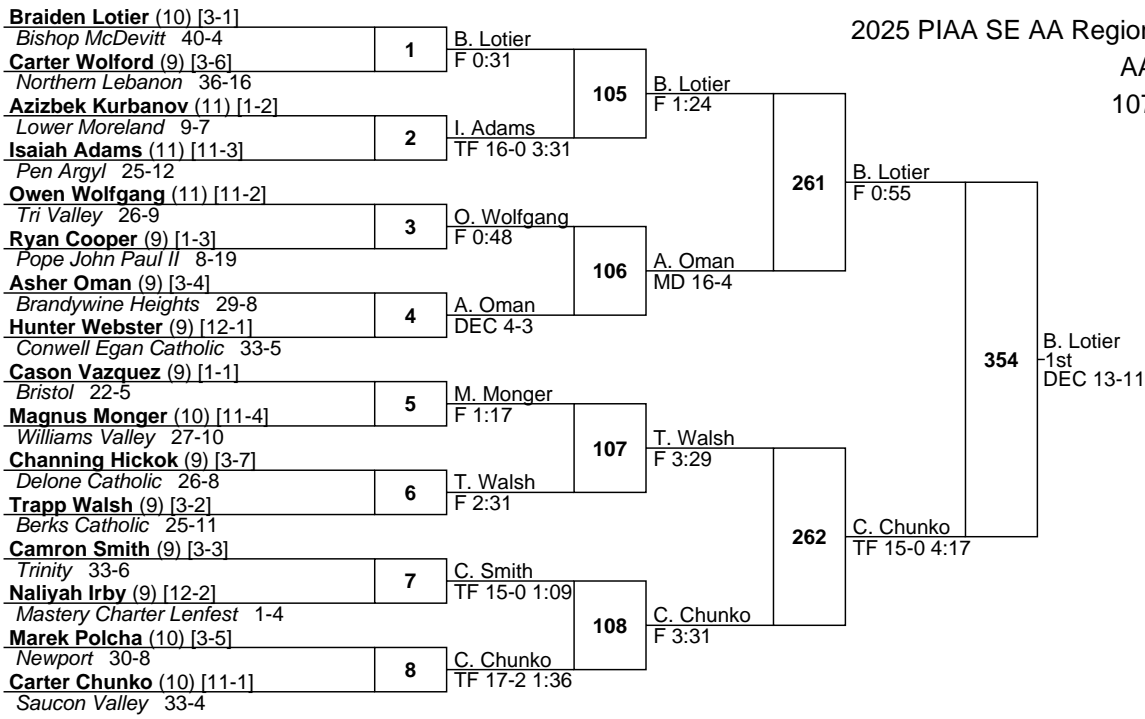 2025 PIAA SE AA Region
AA
107
Braiden Lotier (10) [3-1]
Bishop McDevitt 40-4
Carter Wolford (9) [3-6]
Northern Lebanon 36-16
Azizbek Kurbanov (11) [1-2]
Lower Moreland 9-7
Isaiah Adams (11) [11-3]
Pen Argyl 25-12
Owen Wolfgang (11) [11-2]
Tri Valley 26-9
Ryan Cooper (9) [1-3]
Pope John Paul II 8-19
Asher Oman (9) [3-4]
Brandywine Heights 29-8
Hunter Webster (9) [12-1]
Conwell Egan Catholic 33-5
Cason Vazquez (9) [1-1]
Bristol 22-5
Magnus Monger (10) [11-4]
Williams Valley 27-10
Channing Hickok (9) [3-7]
Delone Catholic 26-8
Trapp Walsh (9) [3-2]
Berks Catholic 25-11
Camron Smith (9) [3-3]
Trinity 33-6
Naliyah Irby (9) [12-2]
Mastery Charter Lenfest 1-4
Marek Polcha (10) [3-5]
Newport 30-8
Carter Chunko (10) [11-1]
Saucon Valley 33-4
1
2
3
4
5
6
7
8
B. Lotier
F 0:31
I. Adams
TF 16-0 3:31
O. Wolfgang
F 0:48
A. Oman
DEC 4-3
M. Monger
F 1:17
T. Walsh
F 2:31
C. Smith
TF 15-0 1:09
C. Chunko
TF 17-2 1:36
105
106
107
108
B. Lotier
F 1:24
A. Oman
MD 16-4
T. Walsh
F 3:29
C. Chunko
F 3:31
261
262
B. Lotier
F 0:55
C. Chunko
TF 15-0 4:17
354
B. Lotier
1st
DEC 13-11